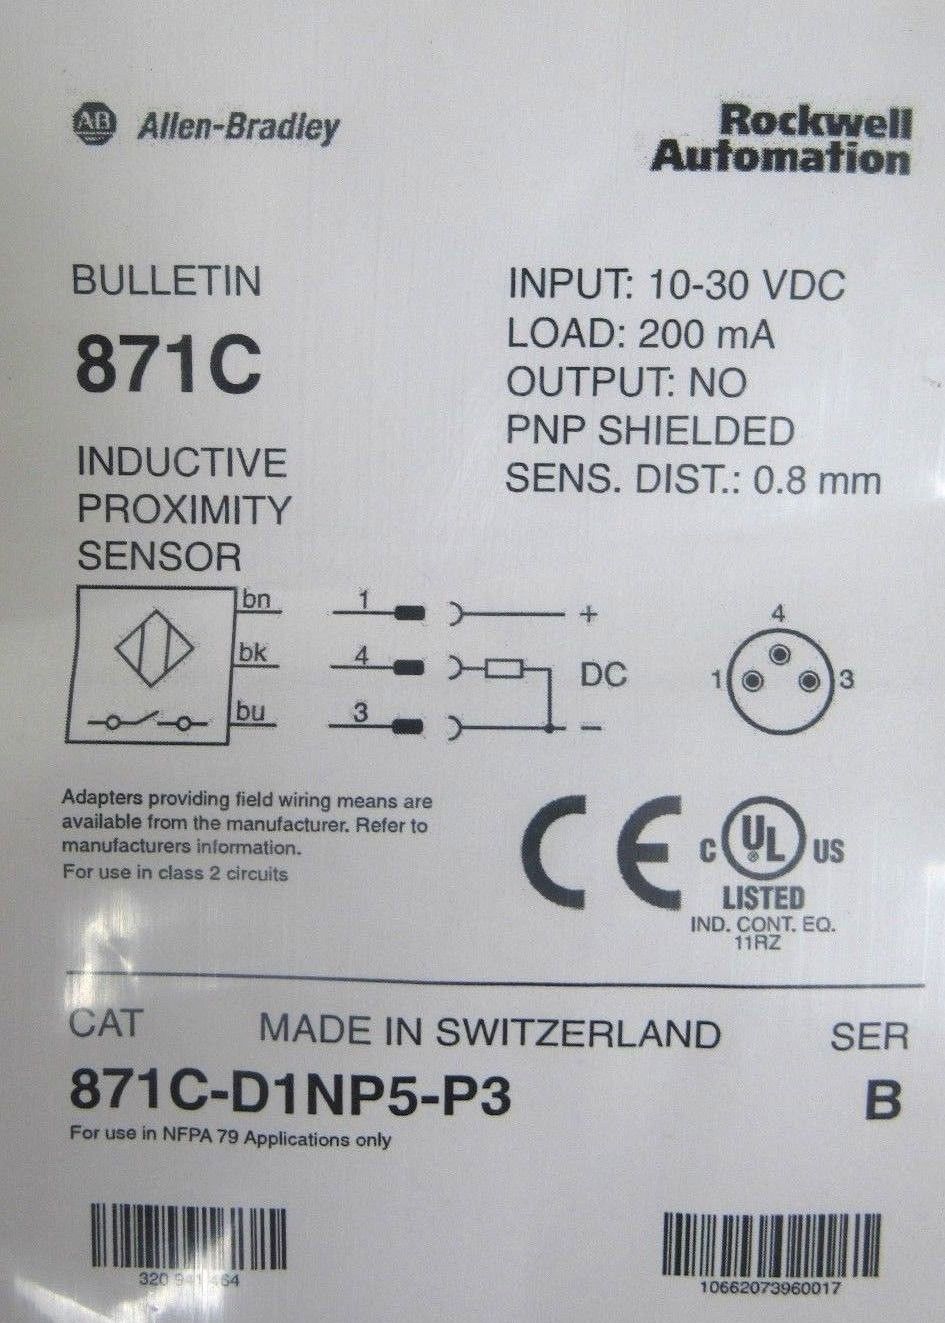 AB Allen-Bradley
Rockwell
Automation
BULLETIN
871C
INDUCTIVE
PROXIMITY
SENSOR
INPUT: 10-30 VDC
LOAD: 200 mA
OUTPUT: NO
PNP SHIELDED
SENS. DIST.: 0.8 mm
bn 1 +
bk 4 DC
bu 3 –
4
1 3
Adapters providing field wiring means are
available from the manufacturer. Refer to
manufacturers information.
For use in class 2 circuits
CE
C UL ® US
LISTED
IND. CONT. EQ.
11RZ
CAT MADE IN SWITZERLAND SER
871C-D1NP5-P3 B
For use in NFPA 79 Applications only
320 941 464
10662073960017